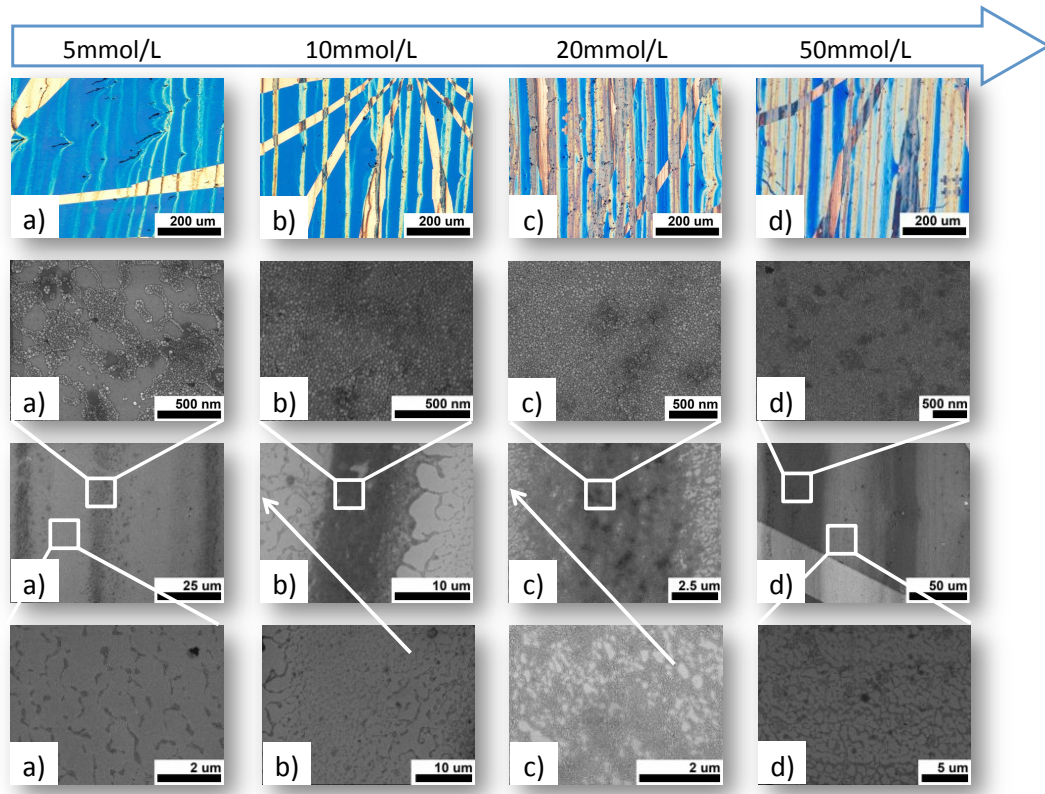 5mmol/L 10mmol/L 20mmol/L 50mmol/L
a) 200 um b) 200 um c) 200 um d) 200 um
a) 500 nm b) 500 nm c) 500 nm d) 500 nm
a) 25 um b) 10 um c) 2.5 um d) 50 um
a) 2 um b) 10 um c) 2 um d) 5 um